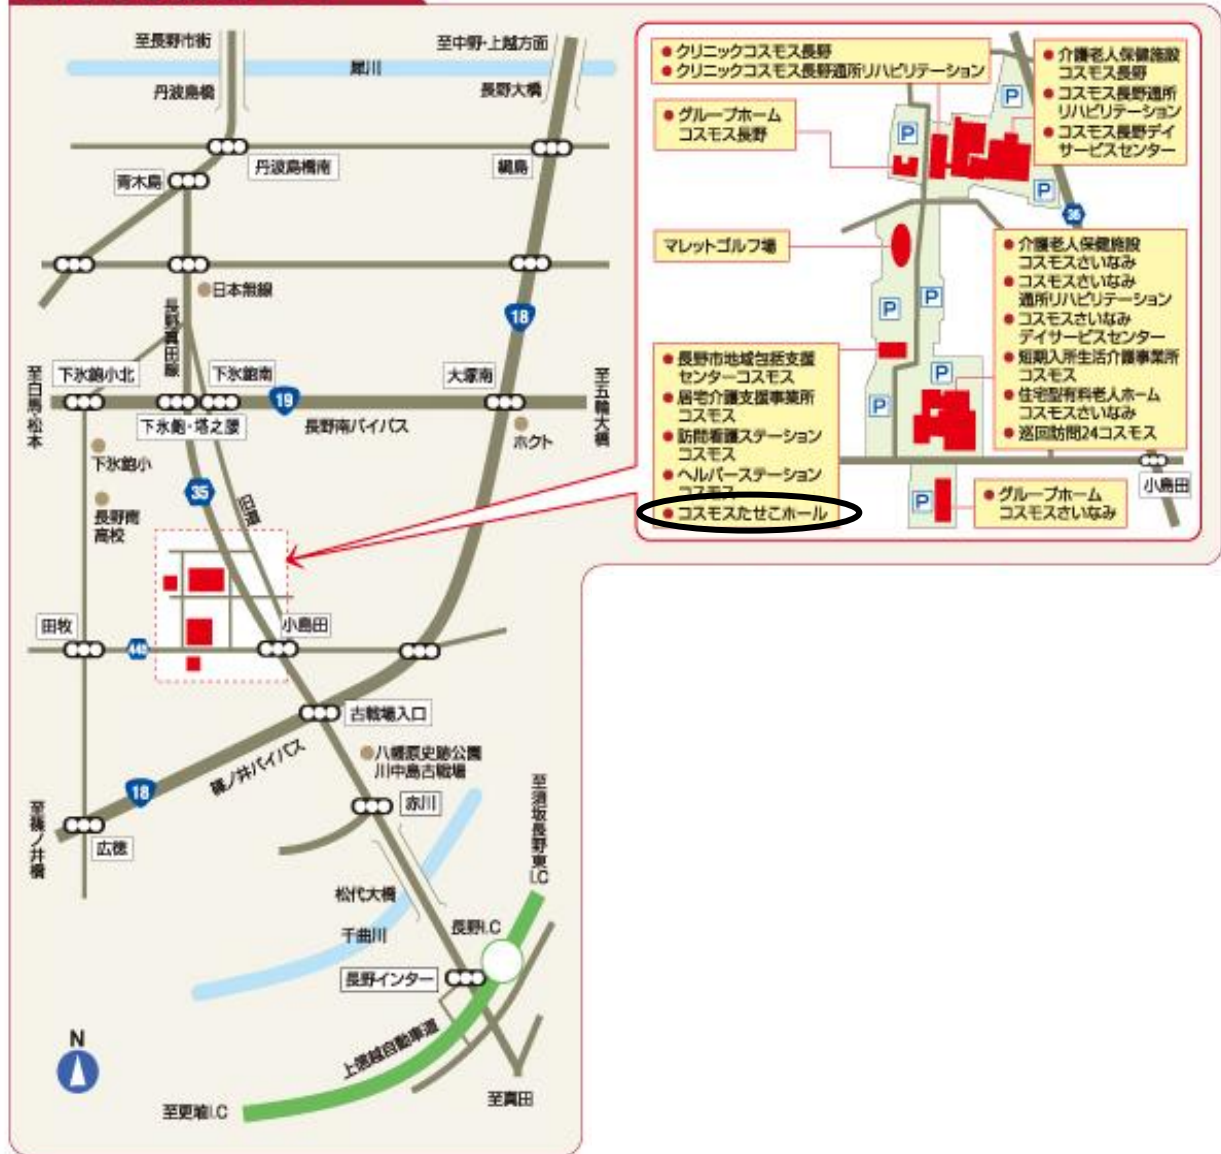 至長野市街
至中野・上越方面
犀川
丹波島橋
長野大橋
丹波島橋南
綱島
青木島
日本無線
長野真田線
18
至白馬・松本
下氷鉋小北
下氷鉋南
大塚南
至五輪大橋
19
下氷鉋・塔之腰
長野南バイパス
ホクト
下氷鉋小
35
旧道
長野南
高校
田牧
小島田
古戦場入口
篠ノ井バイパス
八幡原史跡公園
川中島古戦場
18
赤川
至篠ノ井橋
広徳
至須坂長野東I.C
松代大橋
千曲川
長野I.C
長野インター
上信越自動車道
N
至更埴I.C
至真田
クリニックコスモス長野
クリニックコスモス長野通所リハビリテーション
グループホーム
コスモス長野
介護老人保健施設
コスモス長野
コスモス長野通所
リハビリテーション
コスモス長野デイ
サービスセンター
P
P
P
P
35
マレットゴルフ場
介護老人保健施設
コスモスさいなみ
コスモスさいなみ
通所リハビリテーション
コスモスさいなみ
デイサービスセンター
短期入所生活介護事業所
コスモス
住宅型有料老人ホーム
コスモスさいなみ
巡回訪問24コスモス
P
P
長野市地域包括支援
センターコスモス
居宅介護支援事業所
コスモス
訪問看護ステーション
コスモス
ヘルパーステーション
コスモス
コスモスたせこホール
P
P
グループホーム
コスモスさいなみ
小島田